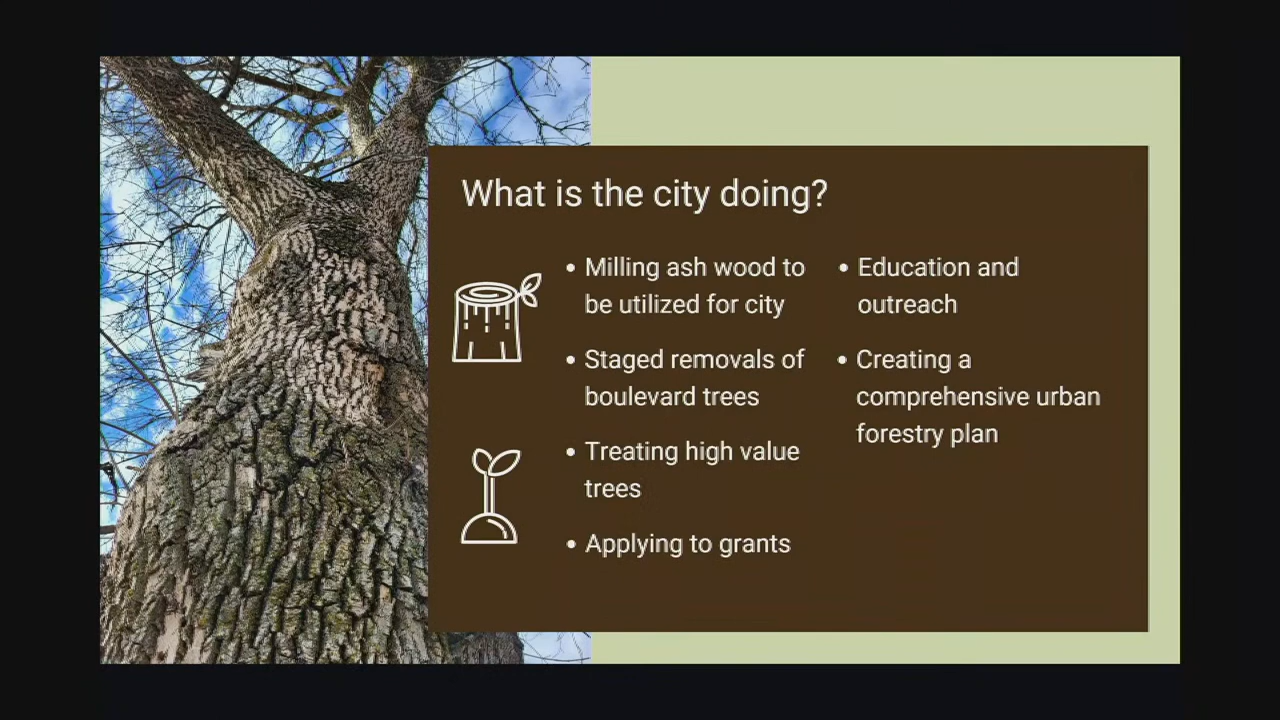 What is the city doing?
• Milling ash wood to
be utilized for city
• Staged removals of
boulevard trees
• Treating high value
trees
• Applying to grants
• Education and
outreach
• Creating a
comprehensive urban
forestry plan